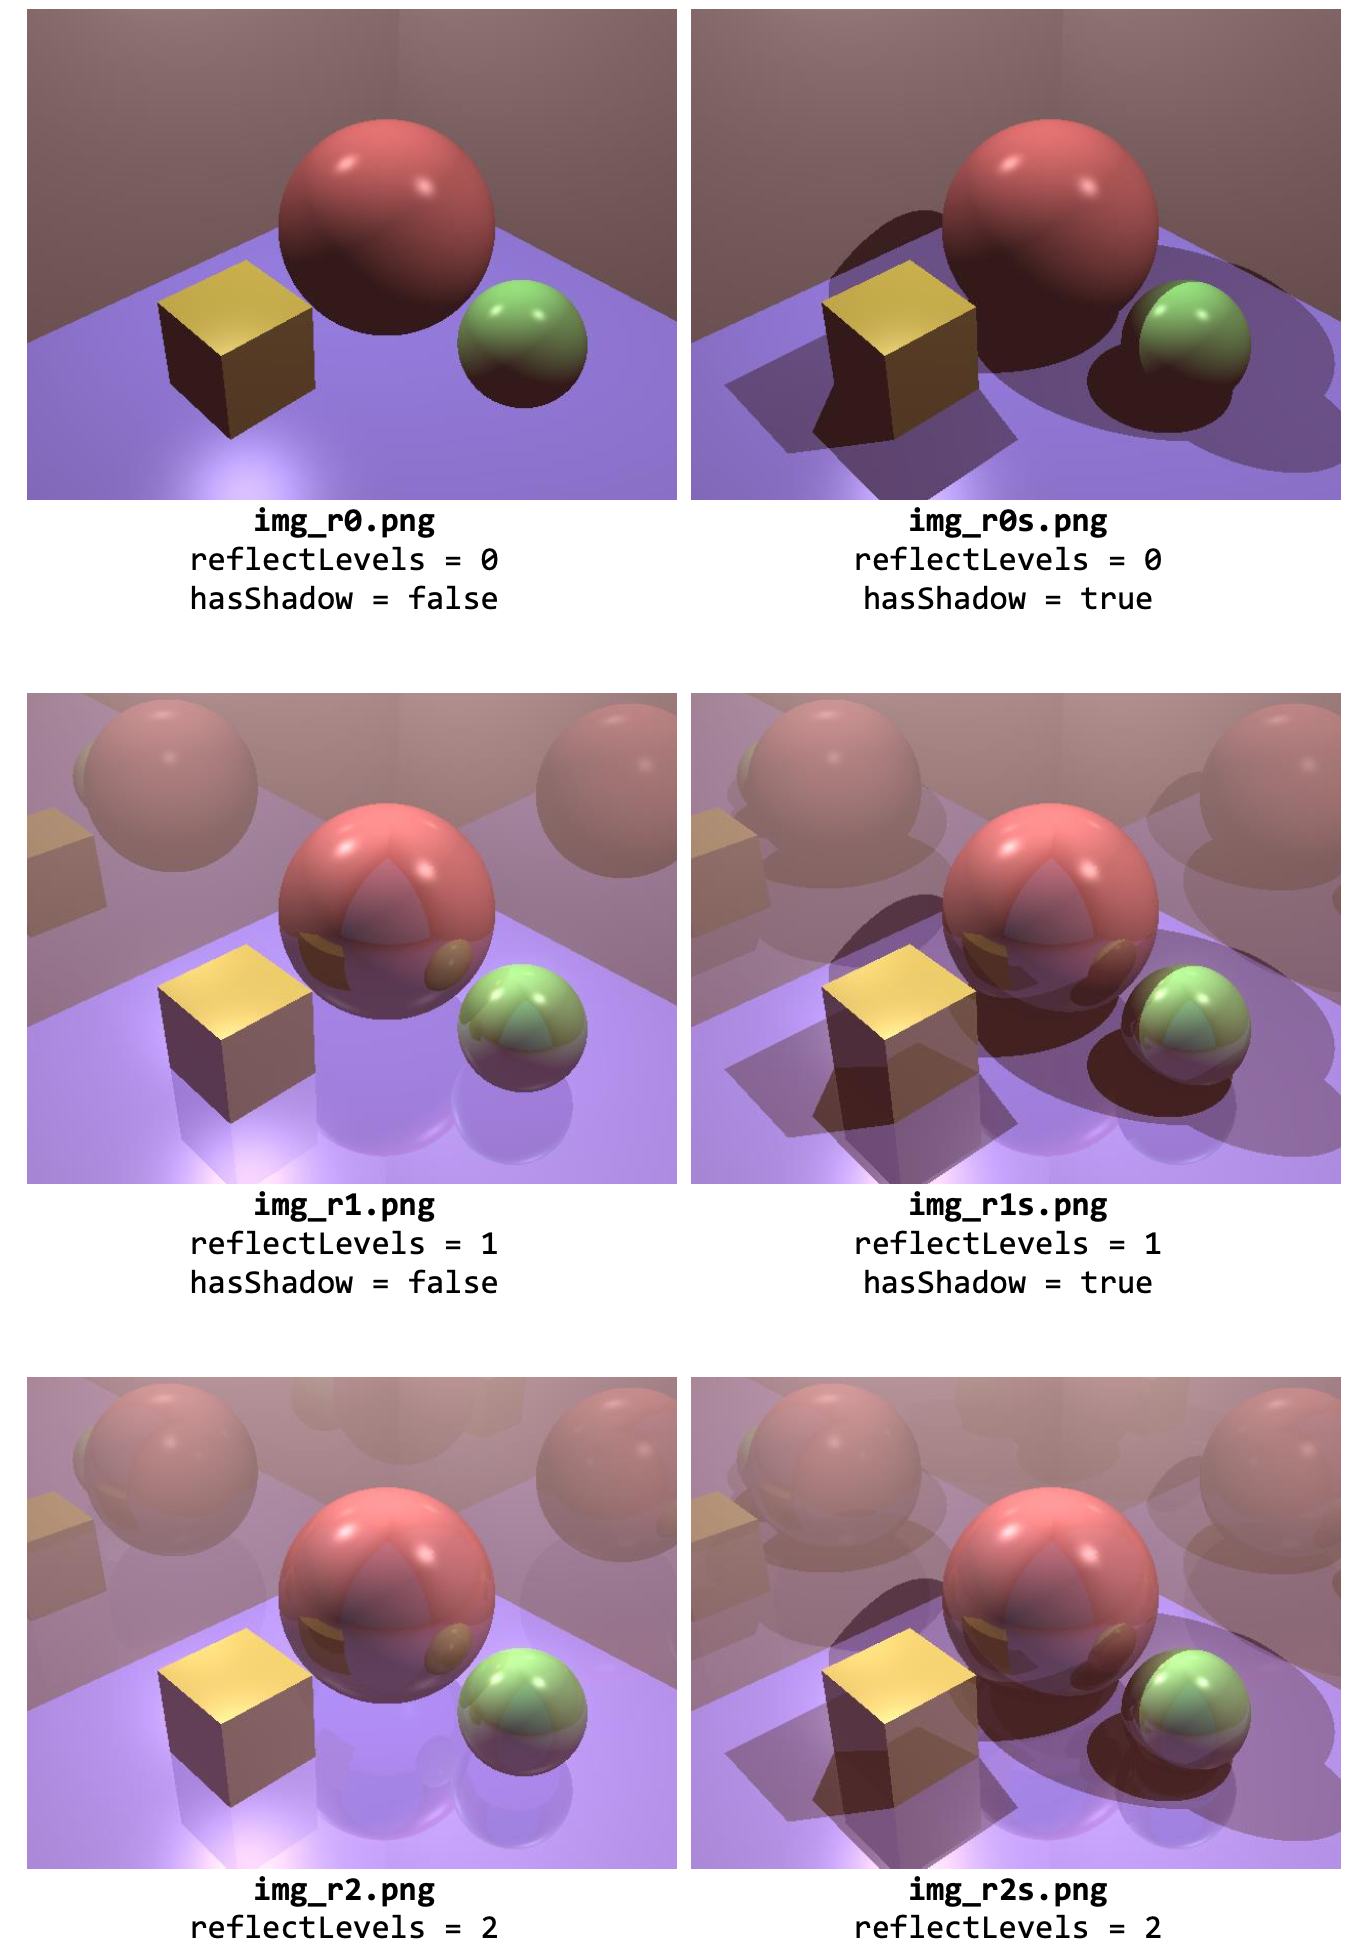 img_r0.png
reflectLevels = 0
hasShadow = false
img_r0s.png
reflectLevels = 0
hasShadow = true
img_r1.png
reflectLevels = 1
hasShadow = false
img_r1s.png
reflectLevels = 1
hasShadow = true
img_r2.png
reflectLevels = 2
img_r2s.png
reflectLevels = 2